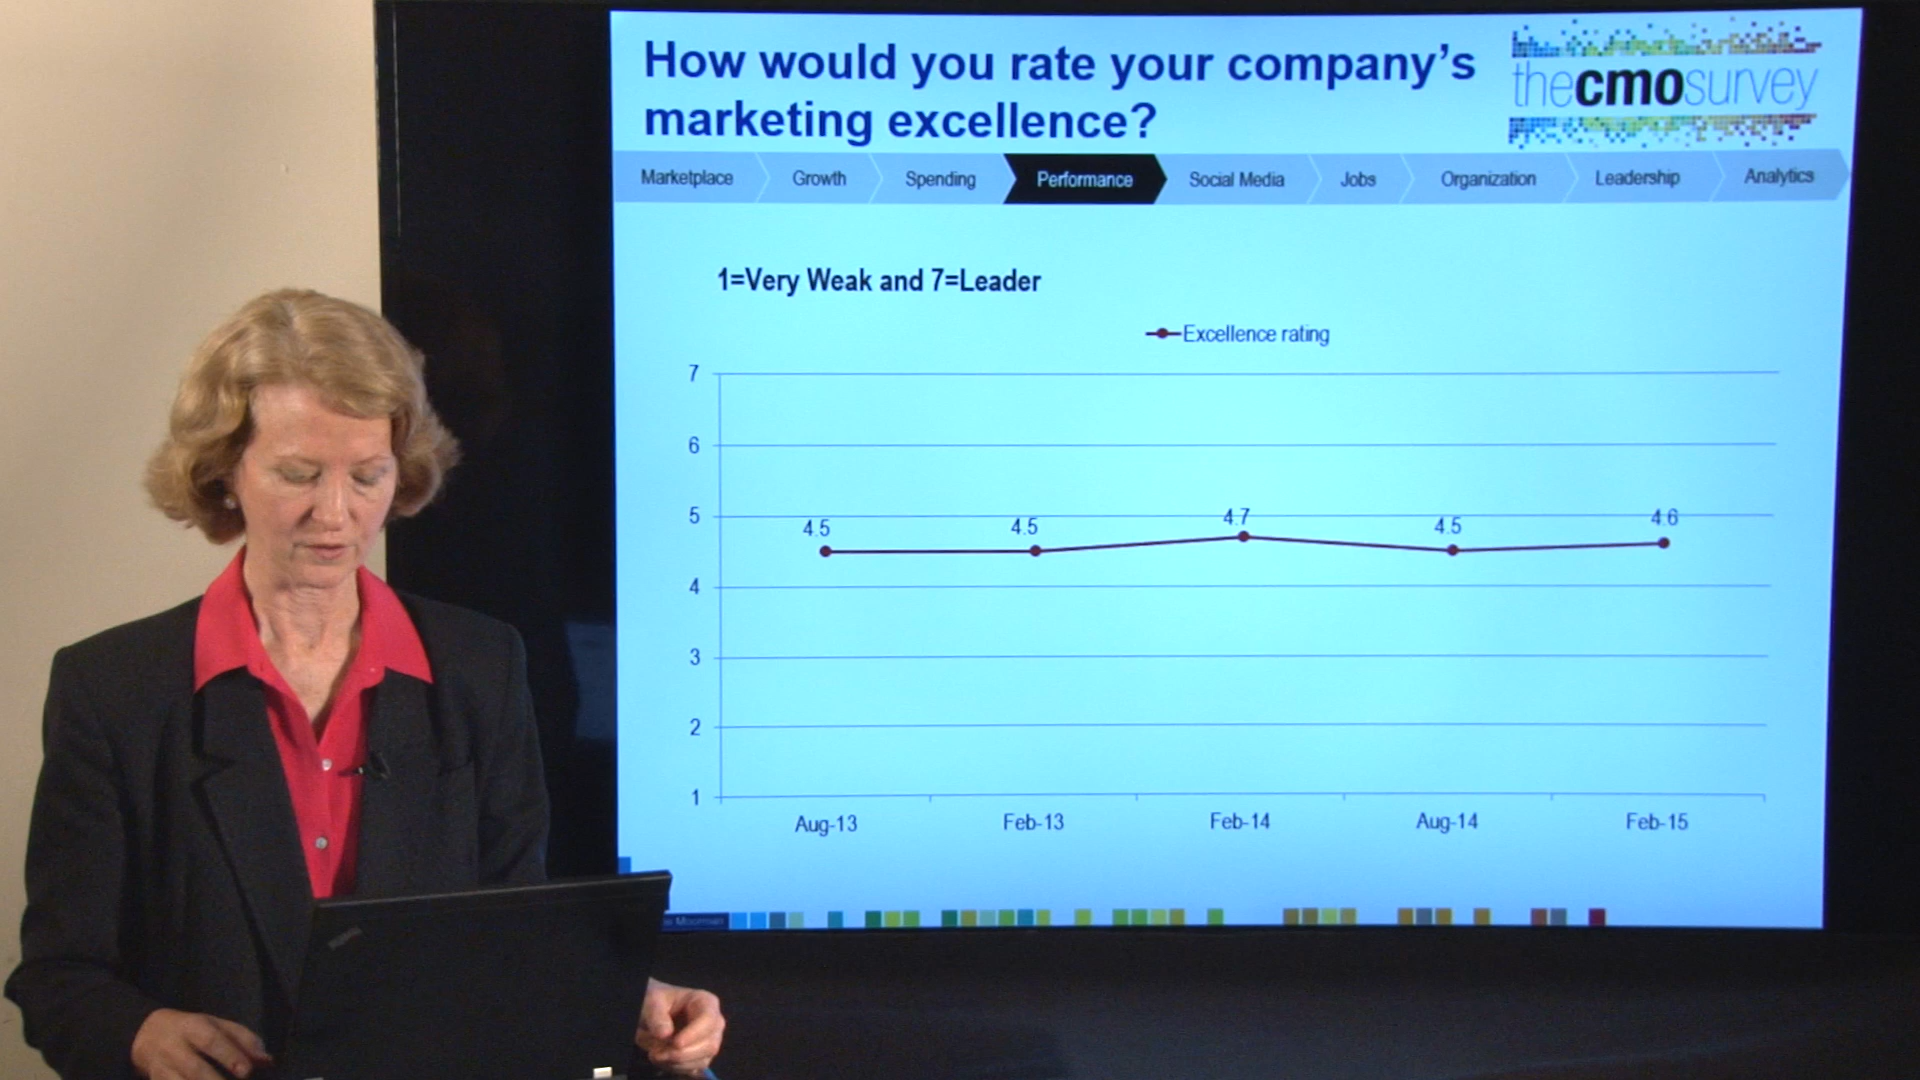 How would you rate your company's
marketing excellence?
thecmosurvey
Marketplace Growth Spending Performance Social Media Jobs Organization Leadership Analytics
1=Very Weak and 7=Leader
Excellence rating
7
6
5
4
3
2
1
4.5 4.5 4.7 4.5 4.6
Aug-13 Feb-13 Feb-14 Aug-14 Feb-15
Moorman